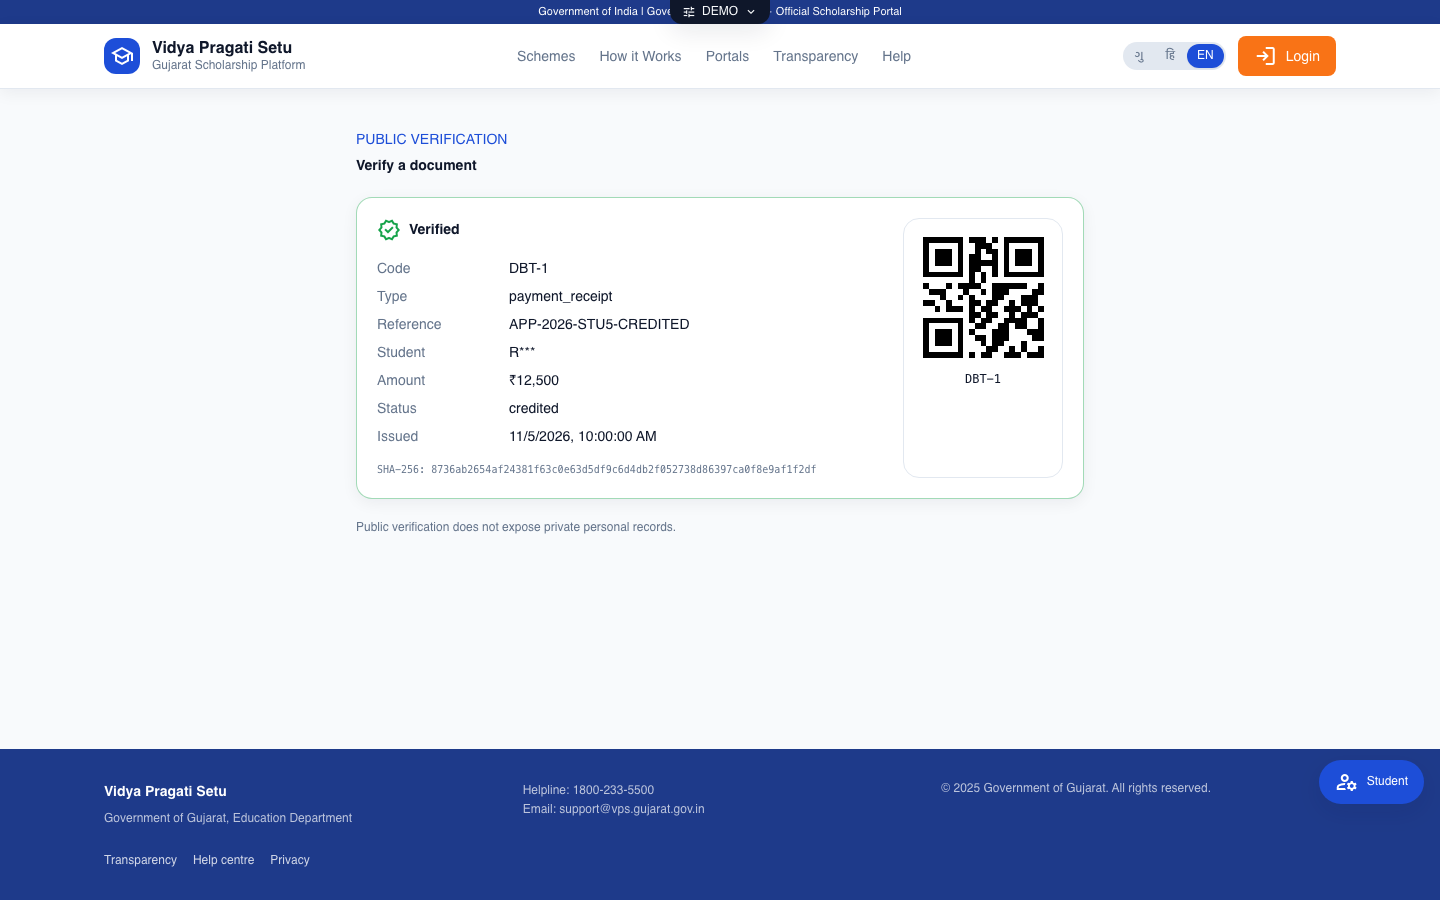 Government of India | Gove
DEMO
Official Scholarship Portal
Vidya Pragati Setu
Gujarat Scholarship Platform
Schemes
How it Works
Portals
Transparency
Help
ગુ
हि
EN
Login
PUBLIC VERIFICATION
Verify a document
Verified
Code DBT-1
Type payment_receipt
Reference APP-2026-STU5-CREDITED
Student R***
Amount ₹12,500
Status credited
Issued 11/5/2026, 10:00:00 AM
SHA-256: 8736ab2654af24381f63c0e63d5df9c6d4db2f052738d86397ca0f8e9af1f2df
DBT-1
Public verification does not expose private personal records.
Vidya Pragati Setu
Government of Gujarat, Education Department
Transparency
Help centre
Privacy
Helpline: 1800-233-5500
Email: support@vps.gujarat.gov.in
© 2025 Government of Gujarat. All rights reserved.
Student